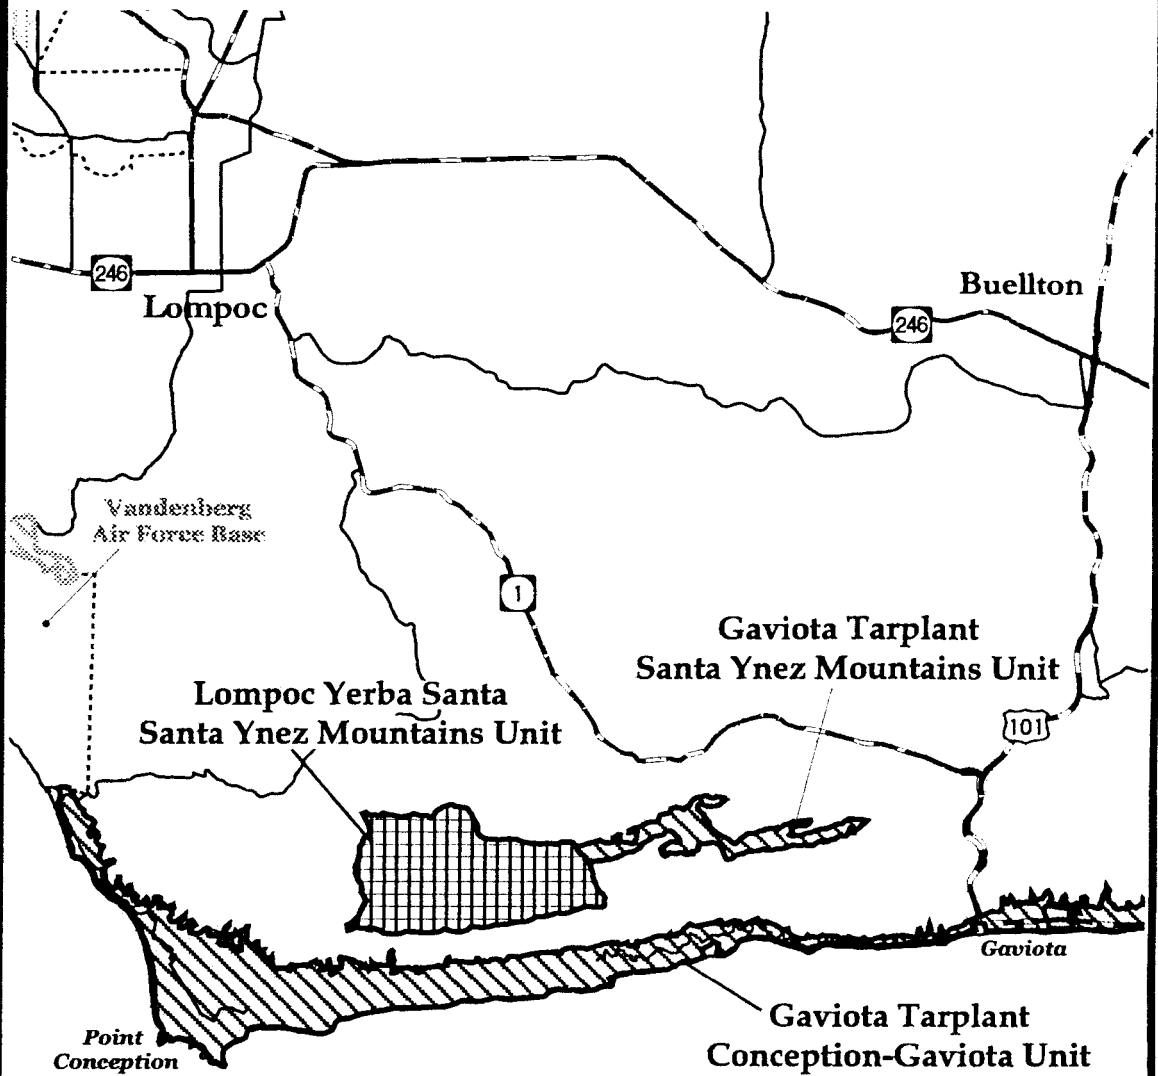 246
Lompoc
Buellton
246
Vandenberg
Air Force Base
1
Gaviota Tarplant
Santa Ynez Mountains Unit
Lompoc Yerba Santa
Santa Ynez Mountains Unit
101
Gaviota
Gaviota Tarplant
Conception-Gaviota Unit
Point
Conception